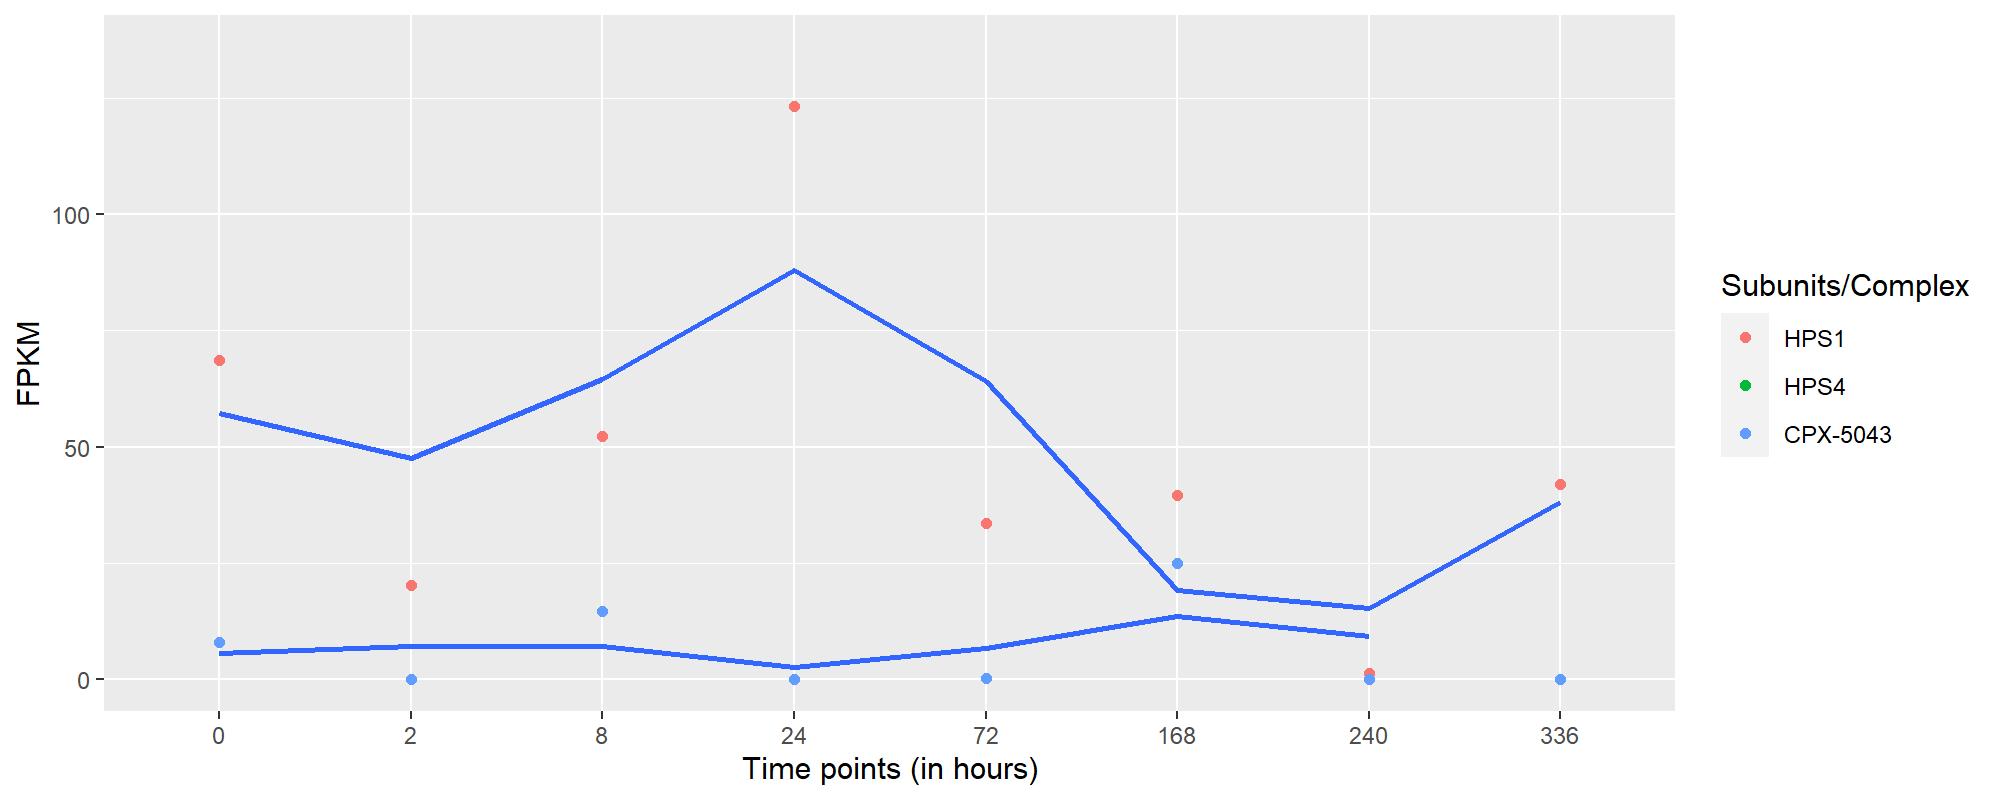 FPKM
100
50
0
0 2 8 24 72 168 240 336
Time points (in hours)
Subunits/Complex
HPS1
HPS4
CPX-5043